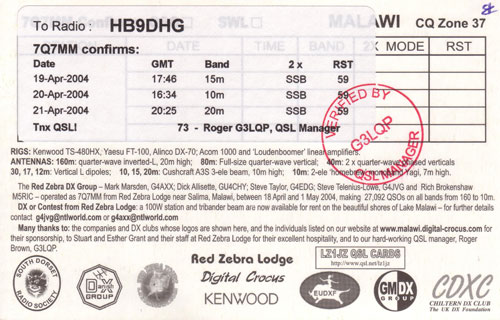 7Q7MM Confirms
SWL
MALAWI
CQ Zone 37
To Radio : HB9DHG
7Q7MM confirms:
DATE TIME BAND 2X MODE RST
Date GMT Band 2 x RST
19-Apr-2004 17:46 15m SSB 59
20-Apr-2004 16:34 10m SSB 59
21-Apr-2004 20:25 20m SSB 59
Tnx QSL! 73 - Roger G3LQP, QSL Manager
VERIFIED BY
G3LQP
QSL MANAGER
RIGS: Kenwood TS-480HX, Yaesu FT-100, Alinco DX-70; Acom 1000 and 'Loudenboomer' linear amplifiers.
ANTENNAS: 160m: quarter-wave inverted-L, 20m high; 80m: Full-size quarter-wave vertical; 40m: 2 x quarter-wave based verticals
30, 17, 12m: Vertical L dipoles; 10, 15, 20m: Cushcraft A3S 3-ele beam, 10m high; 10m: 2-ele 'homebrew' Yagi, 7m high.
The Red Zebra DX Group – Mark Marsden, G4AXX; Dick Allisette, GU4CHY; Steve Taylor, G4EDG; Steve Telenius-Lowe, G4JVG and Rich Brokenshaw
M5RIC – operated as 7Q7MM from Red Zebra Lodge near Salima, Malawi, between 18 April and 1 May 2004, making 27,092 QSOs on all bands from 160 to 10m.
DX or Contest from Red Zebra Lodge: a 100W station and tribander beam are now available for rent on the beautiful shores of Lake Malawi – for further details
contact g4jvg@ntlworld.com or g4axx@ntlworld.com
Many thanks to: the companies and DX clubs whose logos are shown here, and the individuals listed on our website at www.malawi.digital-crocus.com for
their sponsorship, to Stuart and Esther Grant and their staff at Red Zebra Lodge for their excellent hospitality, and to our hard-working QSL manager, Roger
Brown, G3LQP.
SOUTH DORSET
RADIO SOCIETY
DX
GROUP
Red Zebra Lodge
Digital Crocus
KENWOOD
LZ1JZ QSL CARDS
http://www.qsl.net/lz1jz
EUDXF
GMDX
GROUP
CDXC
CHILTERN DX CLUB
THE UK DX FOUNDATION